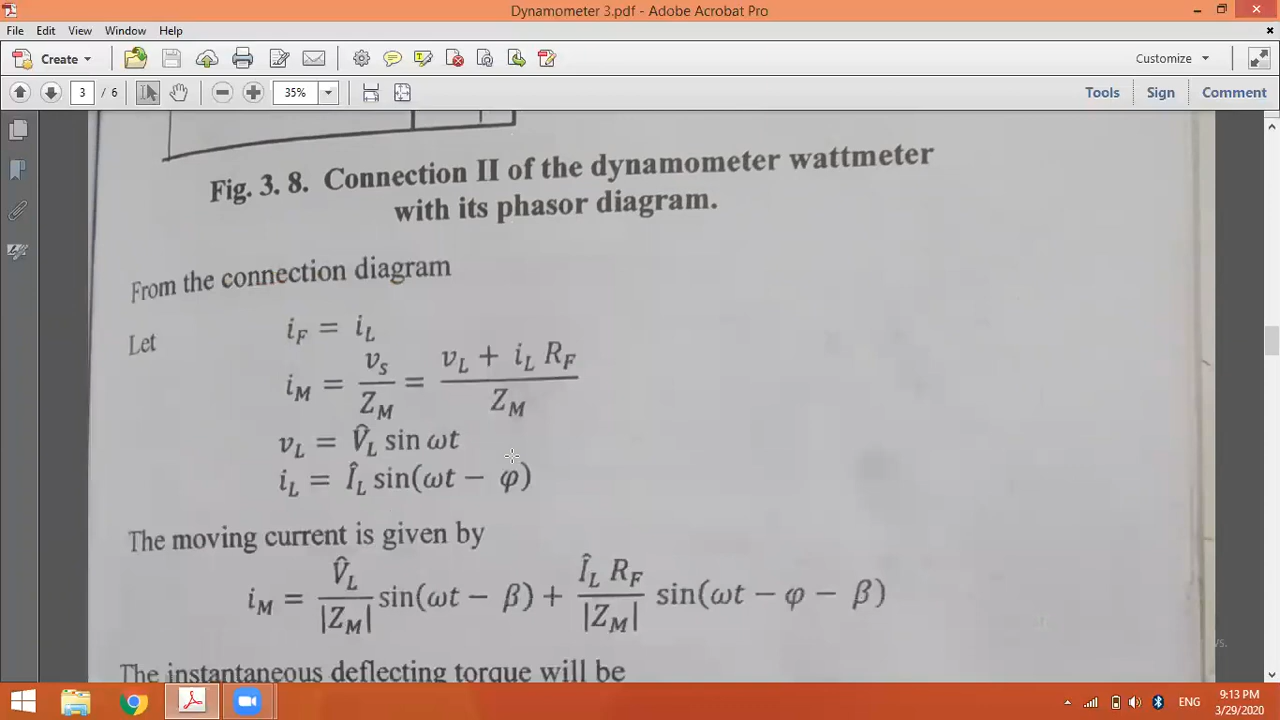 Dynamometer 3.pdf - Adobe Acrobat Pro
File Edit View Window Help
Create Customize
3 / 6 35% Tools Sign Comment
Fig. 3. 8. Connection II of the dynamometer wattmeter
with its phasor diagram.
From the connection diagram
Let i_F = i_L
i_M = v_s / Z_M = (v_L + i_L R_F) / Z_M
v_L = V̂_L sin ωt
i_L = Î_L sin(ωt − φ)
The moving current is given by
i_M = V̂_L / |Z_M| sin(ωt − β) + Î_L R_F / |Z_M| sin(ωt − φ − β)
The instantaneous deflecting torque will be
ENG
9:13 PM
3/29/2020